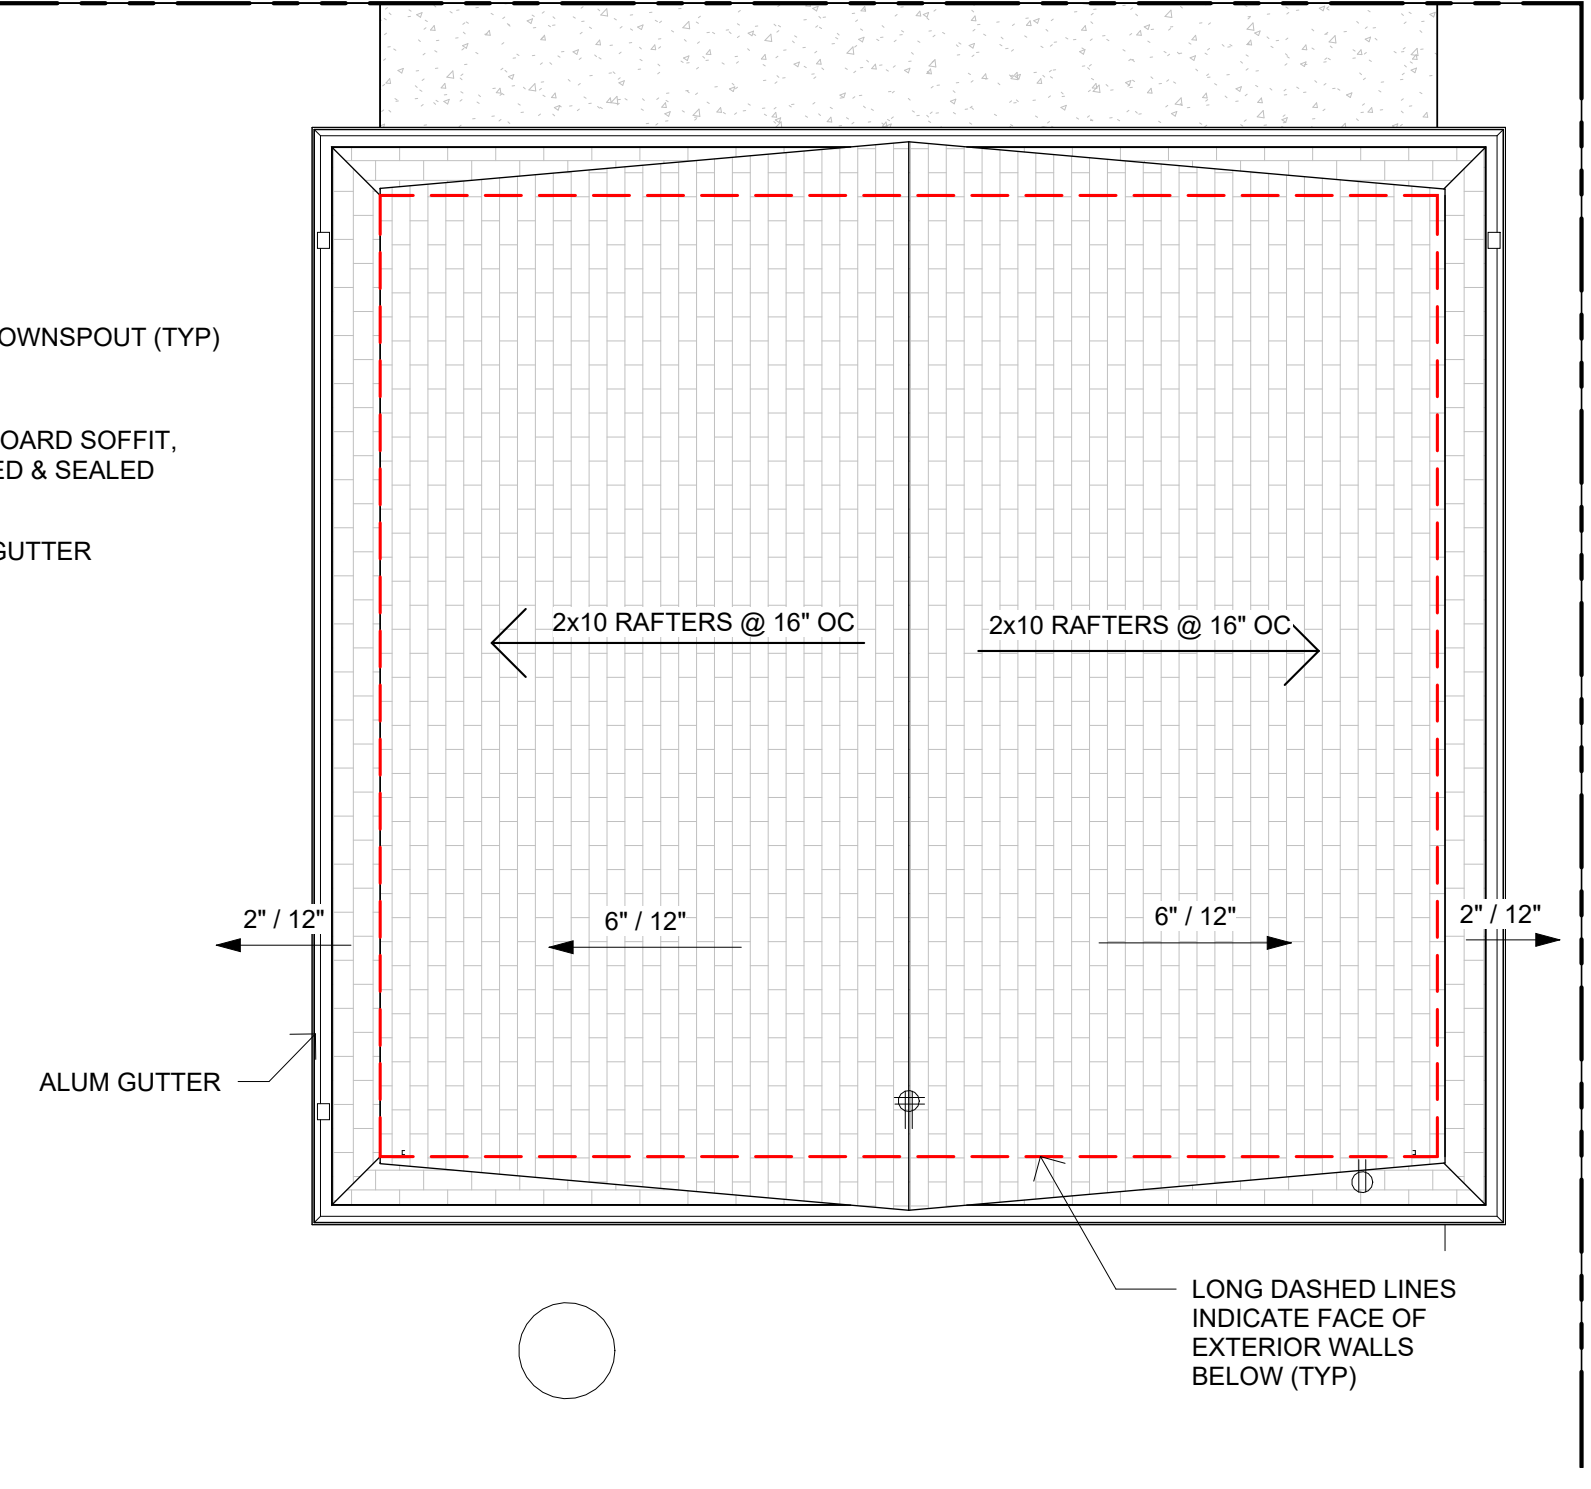 OWNSPOUT (TYP)
OARD SOFFIT,
ED & SEALED
GUTTER
2x10 RAFTERS @ 16" OC
2x10 RAFTERS @ 16" OC
2" / 12"
6" / 12"
6" / 12"
2" / 12"
ALUM GUTTER
LONG DASHED LINES
INDICATE FACE OF
EXTERIOR WALLS
BELOW (TYP)